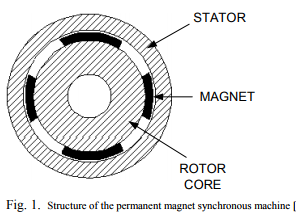 STATOR
MAGNET
ROTOR
CORE
Fig. 1. Structure of the permanent magnet synchronous machine [